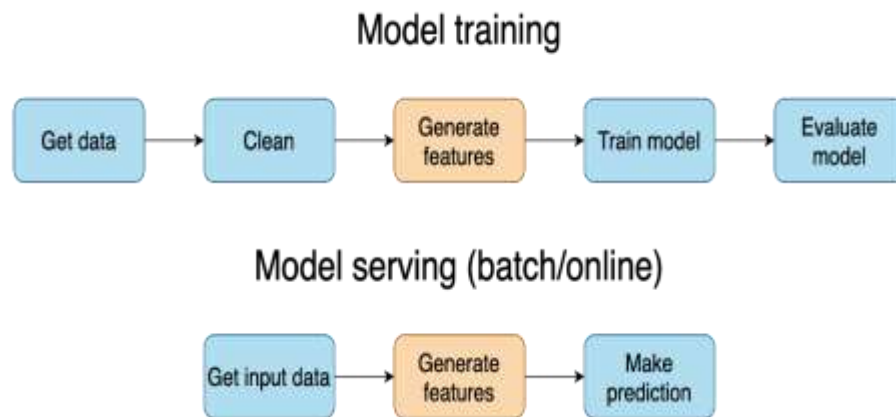 Model training
Get data
Clean
Generate
features
Train model
Evaluate
model
Model serving (batch/online)
Get input data
Generate
features
Make
prediction